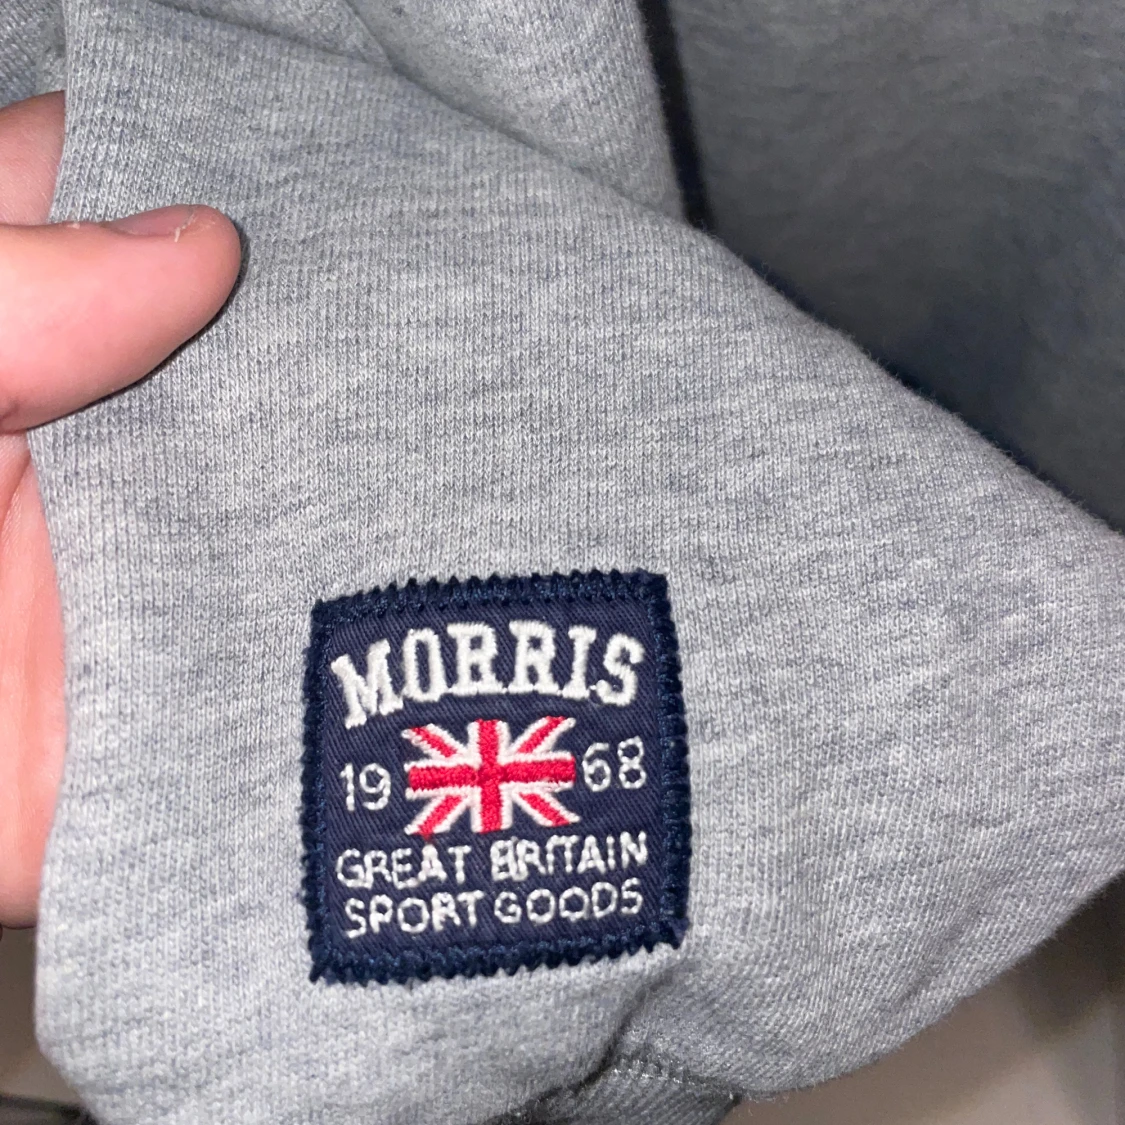 MORRIS
19 68
GREAT BRITAIN
SPORT GOODS